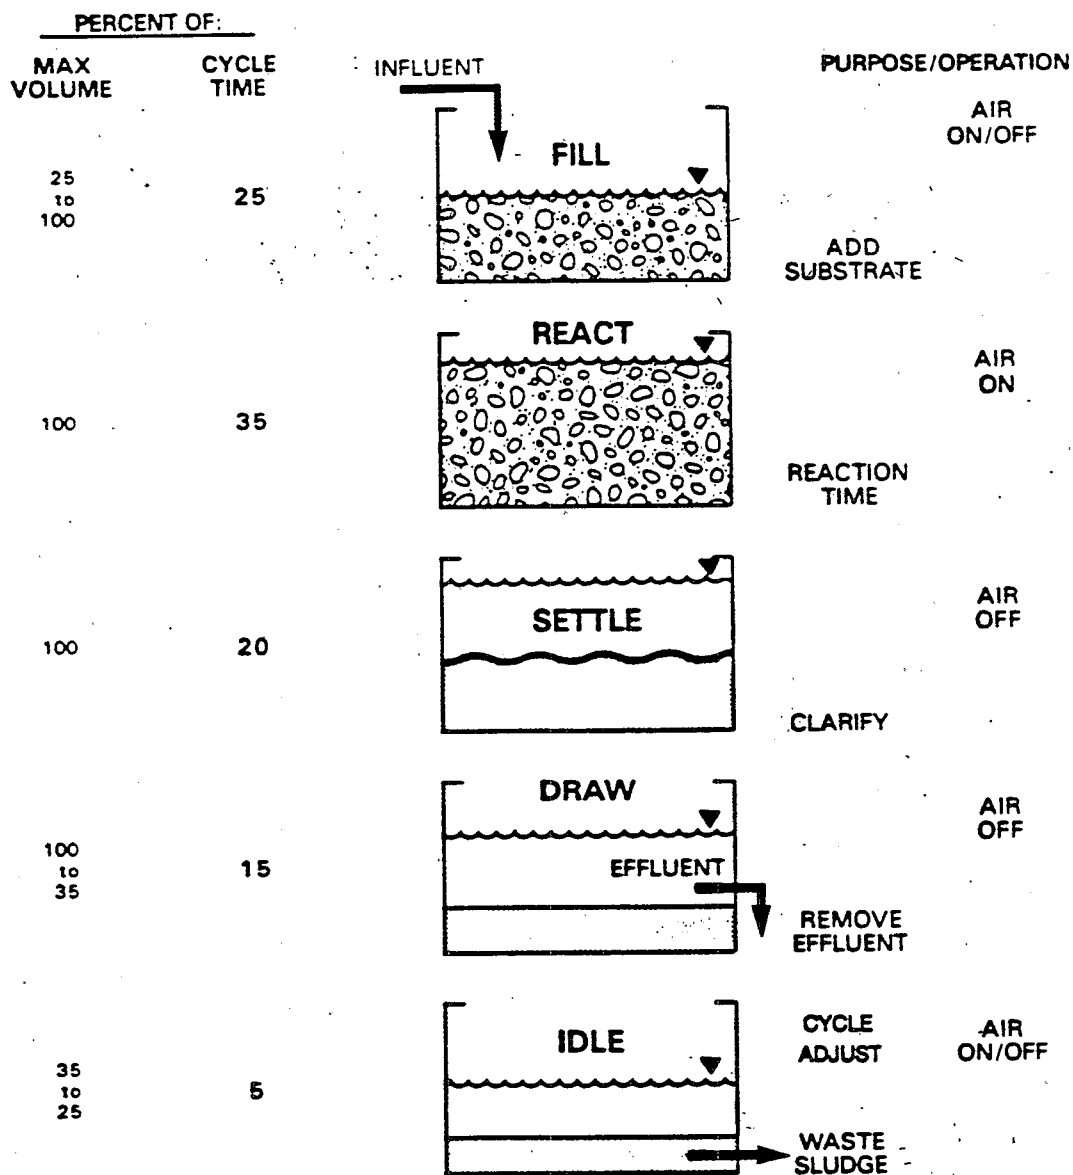 PERCENT OF:
MAX
VOLUME
CYCLE
TIME
INFLUENT
PURPOSE/OPERATION
25
to
100
25
FILL
AIR
ON/OFF
ADD
SUBSTRATE
100
35
REACT
AIR
ON
REACTION
TIME
100
20
SETTLE
AIR
OFF
CLARIFY
100
to
35
15
DRAW
EFFLUENT
AIR
OFF
REMOVE
EFFLUENT
35
to
25
5
IDLE
CYCLE
ADJUST
AIR
ON/OFF
WASTE
SLUDGE